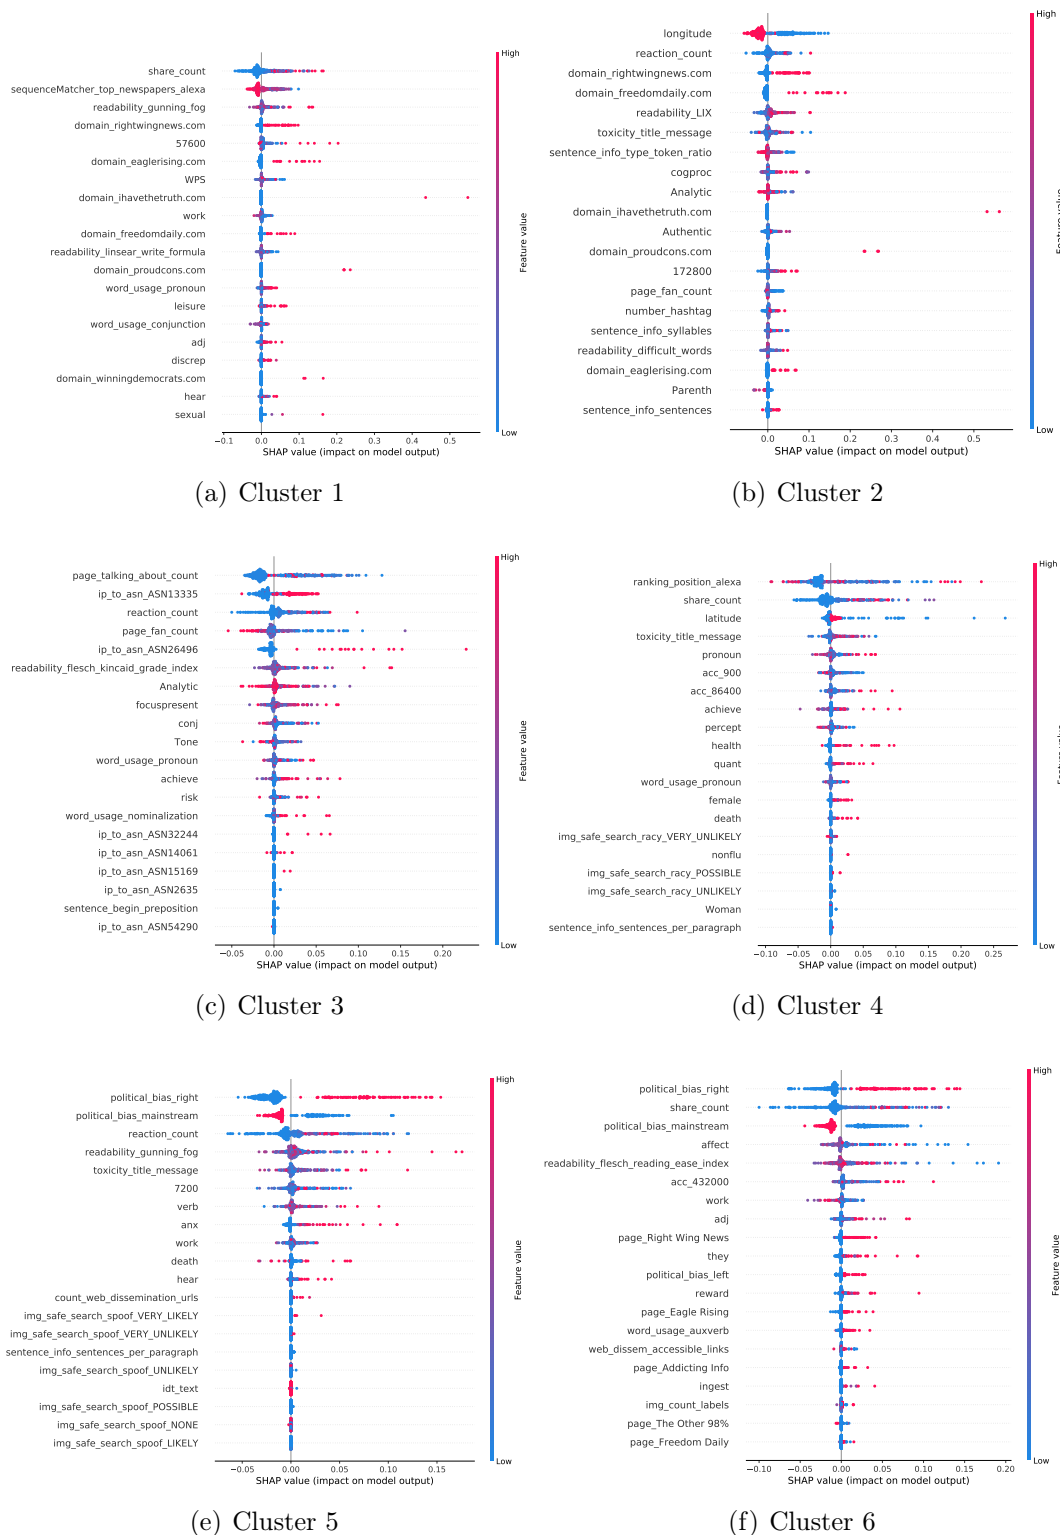 share_count
sequenceMatcher_top_newspapers_alexa
readability_gunning_fog
domain_rightwingnews.com
57600
domain_eaglerising.com
WPS
domain_ihavethetruth.com
work
domain_freedomdaily.com
readability_linsear_write_formula
domain_proudcons.com
word_usage_pronoun
leisure
word_usage_conjunction
adj
discrep
domain_winningdemocrats.com
hear
sexual
−0.1 0.0 0.1 0.2 0.3 0.4 0.5
SHAP value (impact on model output)
High
Low
Feature value
(a) Cluster 1
longitude
reaction_count
domain_rightwingnews.com
domain_freedomdaily.com
readability_LIX
toxicity_title_message
sentence_info_type_token_ratio
cogproc
Analytic
domain_ihavethetruth.com
Authentic
domain_proudcons.com
172800
page_fan_count
number_hashtag
sentence_info_syllables
readability_difficult_words
domain_eaglerising.com
Parenth
sentence_info_sentences
0.0 0.1 0.2 0.3 0.4 0.5
SHAP value (impact on model output)
High
Low
Feature value
(b) Cluster 2
page_talking_about_count
ip_to_asn_ASN13335
reaction_count
page_fan_count
ip_to_asn_ASN26496
readability_flesch_kincaid_grade_index
Analytic
focuspresent
conj
Tone
word_usage_pronoun
achieve
risk
word_usage_nominalization
ip_to_asn_ASN32244
ip_to_asn_ASN14061
ip_to_asn_ASN15169
ip_to_asn_ASN2635
sentence_begin_preposition
ip_to_asn_ASN54290
−0.05 0.00 0.05 0.10 0.15 0.20
SHAP value (impact on model output)
High
Low
Feature value
(c) Cluster 3
ranking_position_alexa
share_count
latitude
toxicity_title_message
pronoun
acc_900
acc_86400
achieve
percept
health
quant
word_usage_pronoun
female
death
img_safe_search_racy_VERY_UNLIKELY
nonflu
img_safe_search_racy_POSSIBLE
img_safe_search_racy_UNLIKELY
Woman
sentence_info_sentences_per_paragraph
−0.10 −0.05 0.00 0.05 0.10 0.15 0.20 0.25
SHAP value (impact on model output)
High
Low
Feature value
(d) Cluster 4
political_bias_right
political_bias_mainstream
reaction_count
readability_gunning_fog
toxicity_title_message
7200
verb
anx
work
death
hear
count_web_dissemination_urls
img_safe_search_spoof_VERY_LIKELY
img_safe_search_spoof_VERY_UNLIKELY
sentence_info_sentences_per_paragraph
img_safe_search_spoof_UNLIKELY
idt_text
img_safe_search_spoof_POSSIBLE
img_safe_search_spoof_NONE
img_safe_search_spoof_LIKELY
−0.05 0.00 0.05 0.10 0.15
SHAP value (impact on model output)
High
Low
Feature value
(e) Cluster 5
political_bias_right
share_count
political_bias_mainstream
affect
readability_flesch_reading_ease_index
acc_432000
work
adj
page_Right Wing News
they
political_bias_left
reward
page_Eagle Rising
word_usage_auxverb
web_dissem_accessible_links
page_Addicting Info
ingest
img_count_labels
page_The Other 98%
page_Freedom Daily
−0.10 −0.05 0.00 0.05 0.10 0.15 0.20
SHAP value (impact on model output)
High
Low
Feature value
(f) Cluster 6